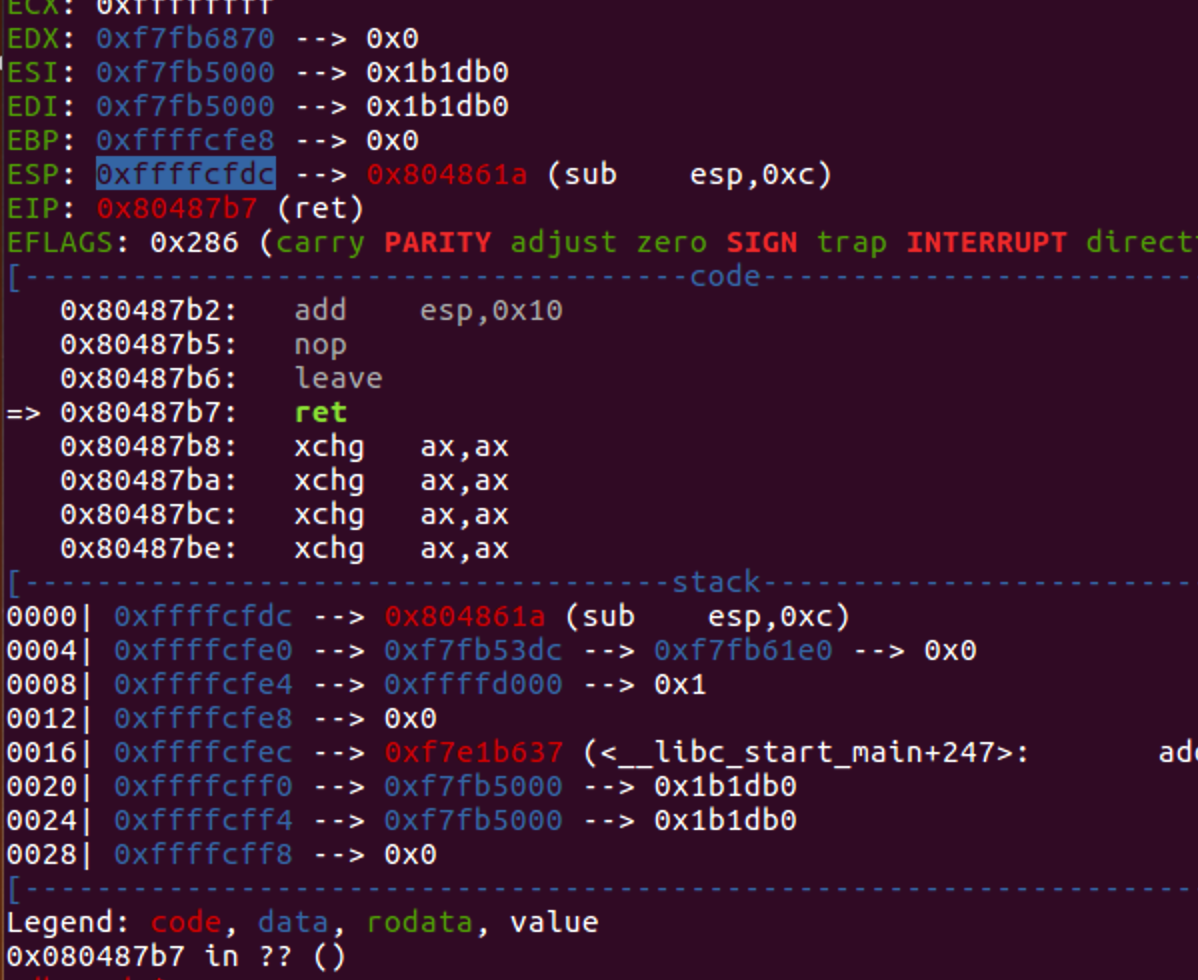 ECX: 0xffffffff
EDX: 0xf7fb6870 --> 0x0
ESI: 0xf7fb5000 --> 0x1b1db0
EDI: 0xf7fb5000 --> 0x1b1db0
EBP: 0xffffcfe8 --> 0x0
ESP: 0xffffcfdc --> 0x804861a (sub    esp,0xc)
EIP: 0x80487b7 (ret)
EFLAGS: 0x286 (carry PARITY adjust zero SIGN trap INTERRUPT direct
[-------------------------------------code------------------------
   0x80487b2:   add    esp,0x10
   0x80487b5:   nop
   0x80487b6:   leave
=> 0x80487b7:   ret
   0x80487b8:   xchg   ax,ax
   0x80487ba:   xchg   ax,ax
   0x80487bc:   xchg   ax,ax
   0x80487be:   xchg   ax,ax
[------------------------------------stack------------------------
0000| 0xffffcfdc --> 0x804861a (sub    esp,0xc)
0004| 0xffffcfe0 --> 0xf7fb53dc --> 0xf7fb61e0 --> 0x0
0008| 0xffffcfe4 --> 0xffffd000 --> 0x1
0012| 0xffffcfe8 --> 0x0
0016| 0xffffcfec --> 0xf7e1b637 (<__libc_start_main+247>:       ad
0020| 0xffffcff0 --> 0xf7fb5000 --> 0x1b1db0
0024| 0xffffcff4 --> 0xf7fb5000 --> 0x1b1db0
0028| 0xffffcff8 --> 0x0
[-----------------------------------------------------------------
Legend: code, data, rodata, value
0x080487b7 in ?? ()